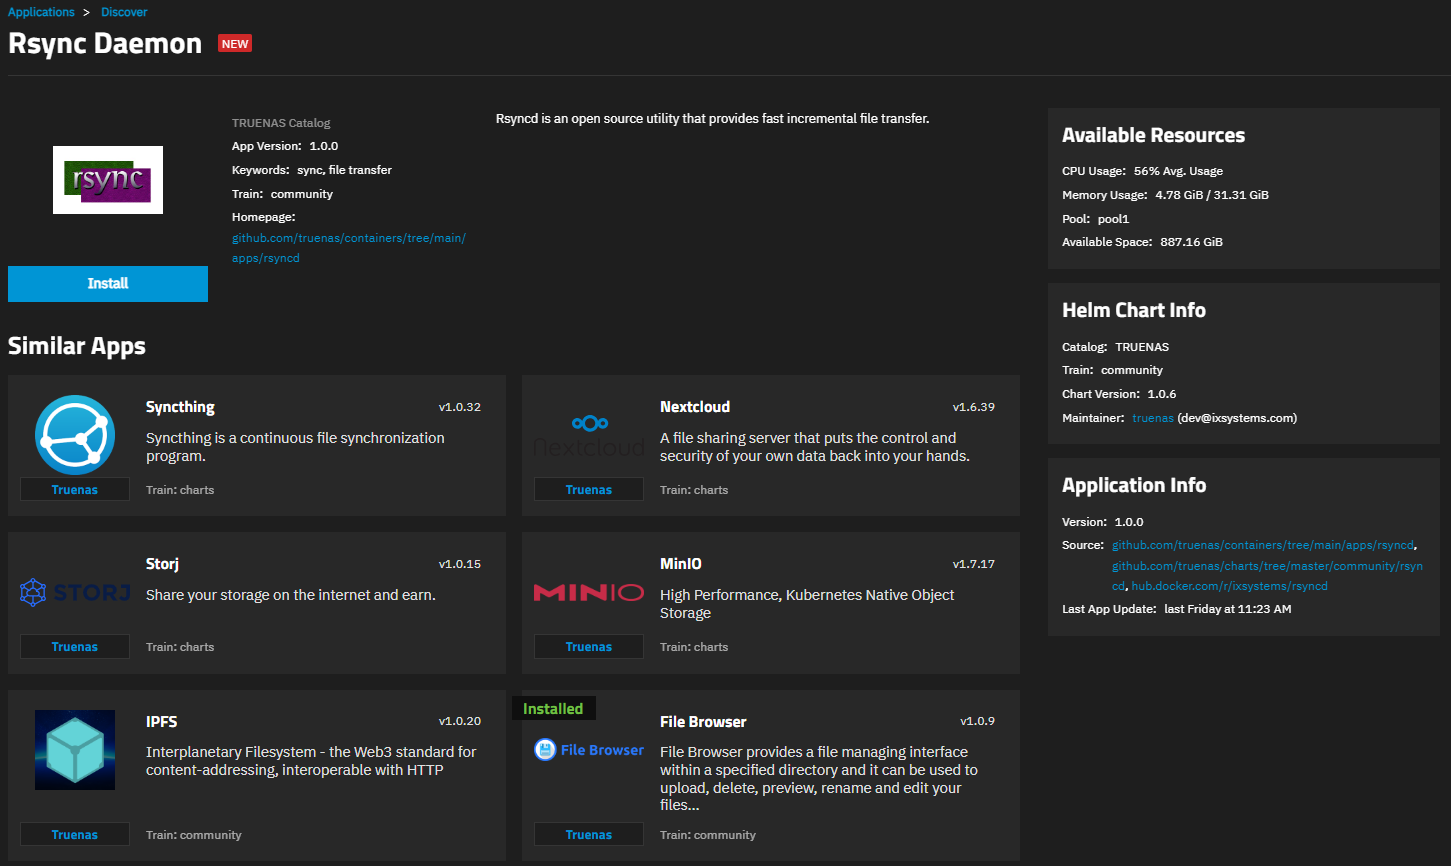 Applications > Discover
Rsync Daemon NEW
rsync
Install
TRUENAS Catalog
App Version: 1.0.0
Keywords: sync, file transfer
Train: community
Homepage:
github.com/truenas/containers/tree/main/
apps/rsyncd
Rsyncd is an open source utility that provides fast incremental file transfer.
Available Resources
CPU Usage: 56% Avg. Usage
Memory Usage: 4.78 GiB / 31.31 GiB
Pool: pool1
Available Space: 887.16 GiB
Helm Chart Info
Catalog: TRUENAS
Train: community
Chart Version: 1.0.6
Maintainer: truenas (dev@ixsystems.com)
Application Info
Version: 1.0.0
Source: github.com/truenas/containers/tree/main/apps/rsyncd,
github.com/truenas/charts/tree/master/community/rsyn
cd, hub.docker.com/r/ixsystems/rsyncd
Last App Update: last Friday at 11:23 AM
Similar Apps
Syncthing v1.0.32
Syncthing is a continuous file synchronization
program.
Truenas Train: charts
Nextcloud v1.6.39
Nextcloud
A file sharing server that puts the control and
security of your own data back into your hands.
Truenas Train: charts
Storj v1.0.15
STORJ
Share your storage on the internet and earn.
Truenas Train: charts
MinIO v1.7.17
MINIO
High Performance, Kubernetes Native Object
Storage
Truenas Train: charts
IPFS v1.0.20
Interplanetary Filesystem - the Web3 standard for
content-addressing, interoperable with HTTP
Truenas Train: community
Installed
File Browser v1.0.9
File Browser
File Browser provides a file managing interface
within a specified directory and it can be used to
upload, delete, preview, rename and edit your
files...
Truenas Train: community